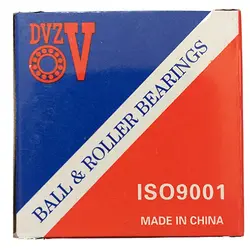 DVZ
V
BALL & ROLLER BEARINGS
ISO9001
MADE IN CHINA